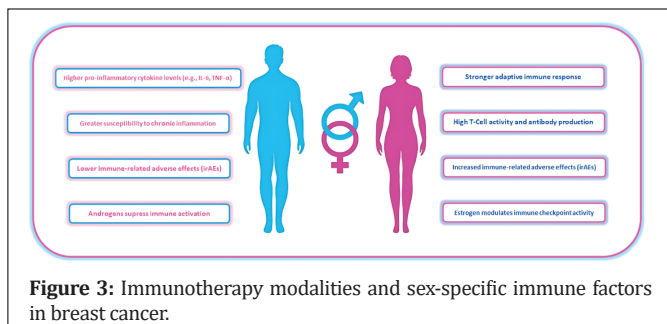 Higher pro-inflammatory cytokine levels (e.g., IL-6, TNF-α)
Greater susceptibility to chronic inflammation
Lower immune-related adverse effects (irAEs)
Androgens supress immune activation
Stronger adaptive immune response
High T-Cell activity and antibody production
Increased immune-related adverse effects (irAEs)
Estrogen modulates immune checkpoint activity
Figure 3: Immunotherapy modalities and sex-specific immune factors
in breast cancer.